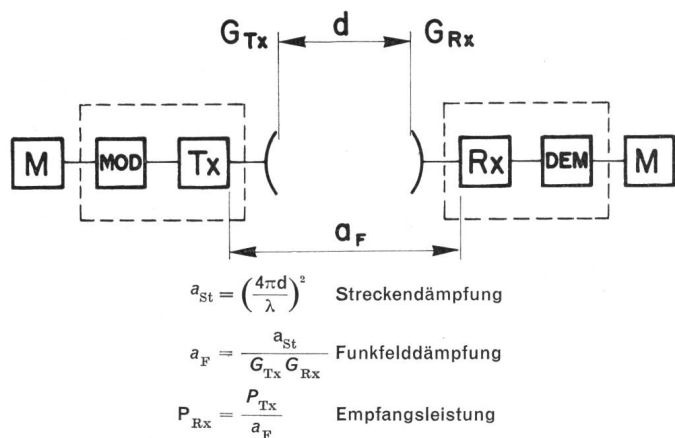 G_Tx d G_Rx
M MOD Tx Rx DEM M
a_F
a_St = (4πd/λ)² Streckendämpfung
a_F = a_St/(G_Tx G_Rx) Funkfelddämpfung
P_Rx = P_Tx/a_F Empfangsleistung